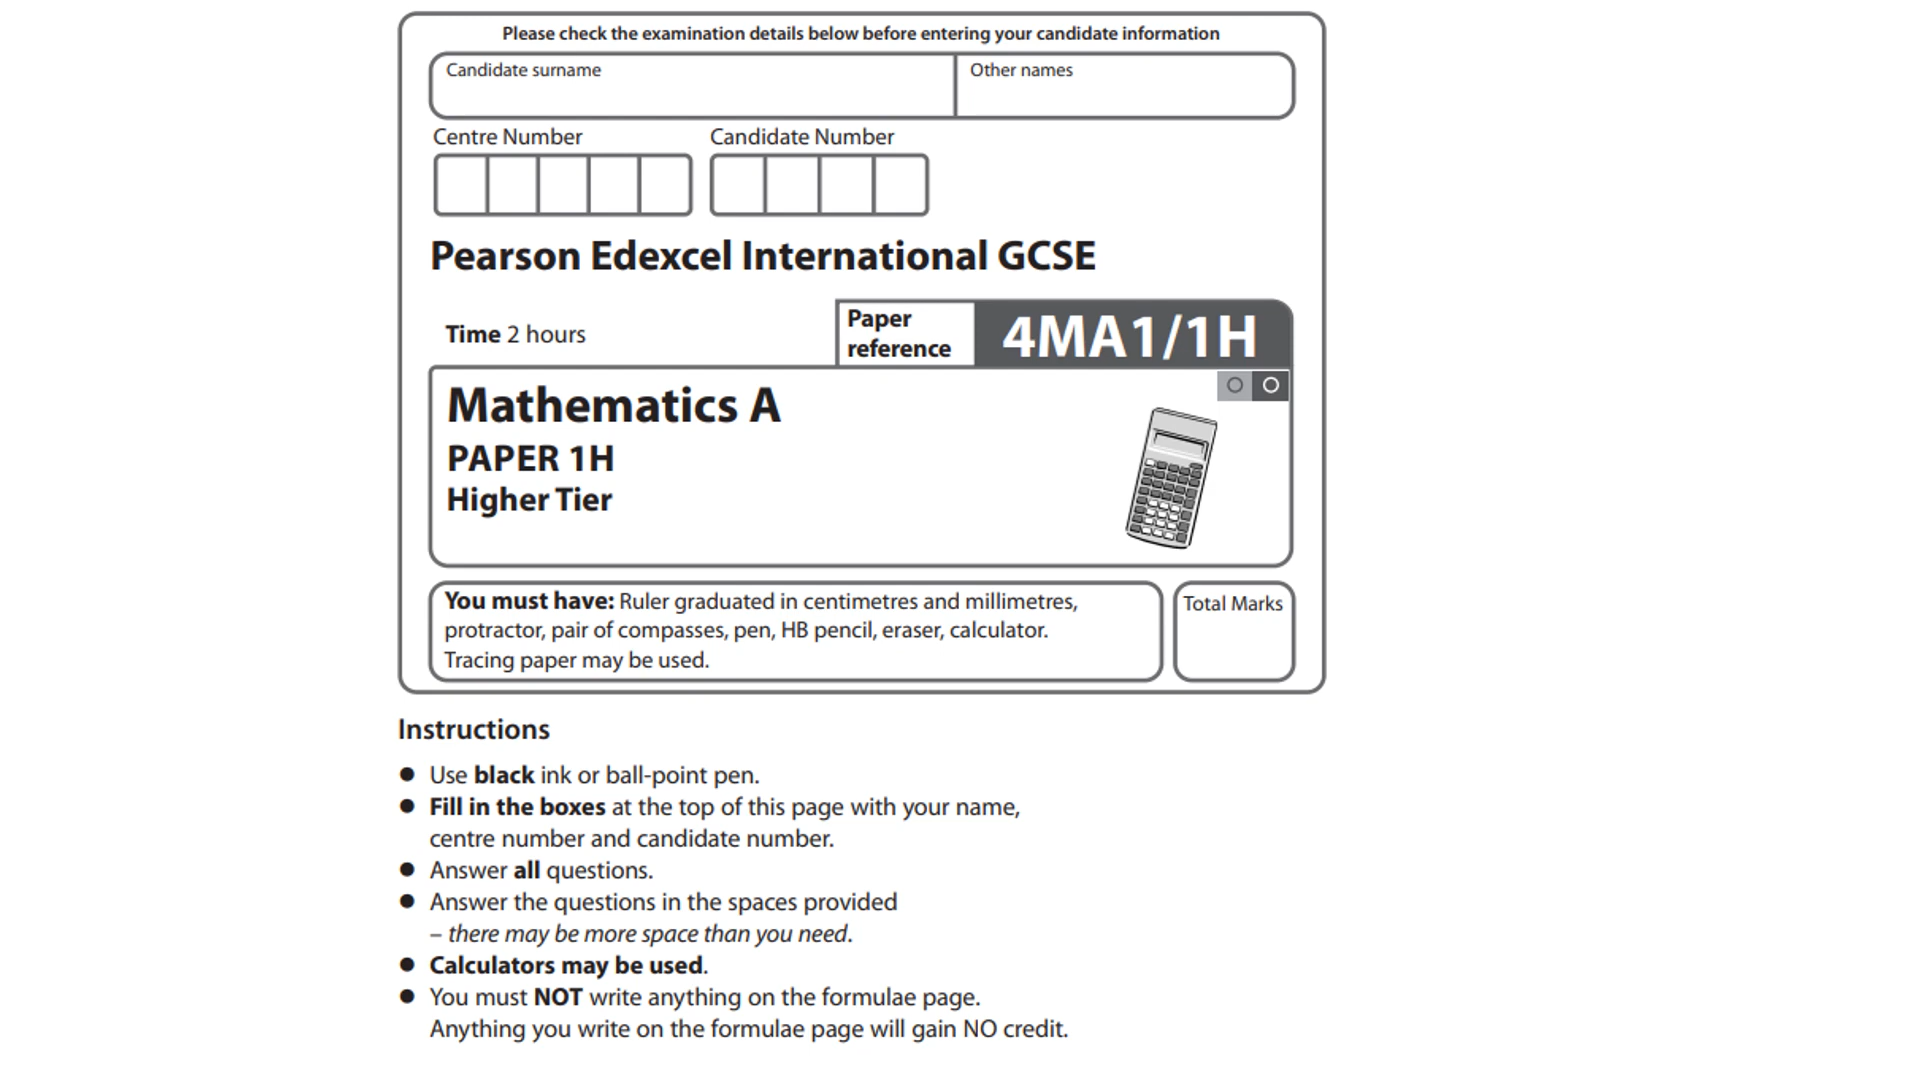 Please check the examination details below before entering your candidate information
Candidate surname
Other names
Centre Number
Candidate Number
Pearson Edexcel International GCSE
Time 2 hours
Paper
reference
4MA1/1H
Mathematics A
PAPER 1H
Higher Tier
You must have: Ruler graduated in centimetres and millimetres,
protractor, pair of compasses, pen, HB pencil, eraser, calculator.
Tracing paper may be used.
Total Marks
Instructions
● Use black ink or ball-point pen.
● Fill in the boxes at the top of this page with your name,
centre number and candidate number.
● Answer all questions.
● Answer the questions in the spaces provided
– there may be more space than you need.
● Calculators may be used.
● You must NOT write anything on the formulae page.
Anything you write on the formulae page will gain NO credit.